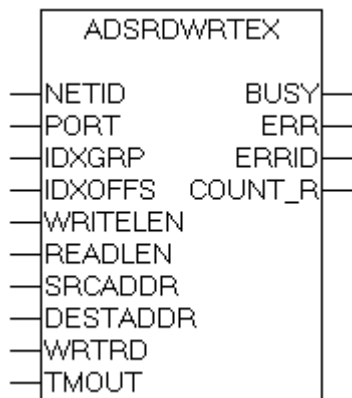 ADSRDWRTEX
NETID BUSY
PORT ERR
IDXGRP ERRID
IDXOFFS COUNT_R
WRITELEN
READLEN
SRCADDR
DESTADDR
WRTRD
TMOUT